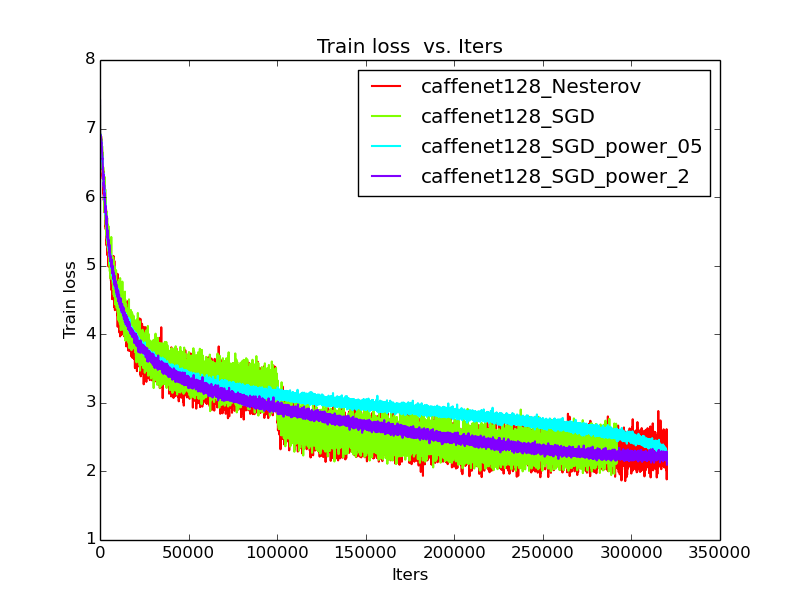 Train loss  vs. Iters
caffenet128_Nesterov
caffenet128_SGD
caffenet128_SGD_power_05
caffenet128_SGD_power_2
Train loss
8
7
6
5
4
3
2
1
0
50000
100000
150000
200000
250000
300000
350000
Iters